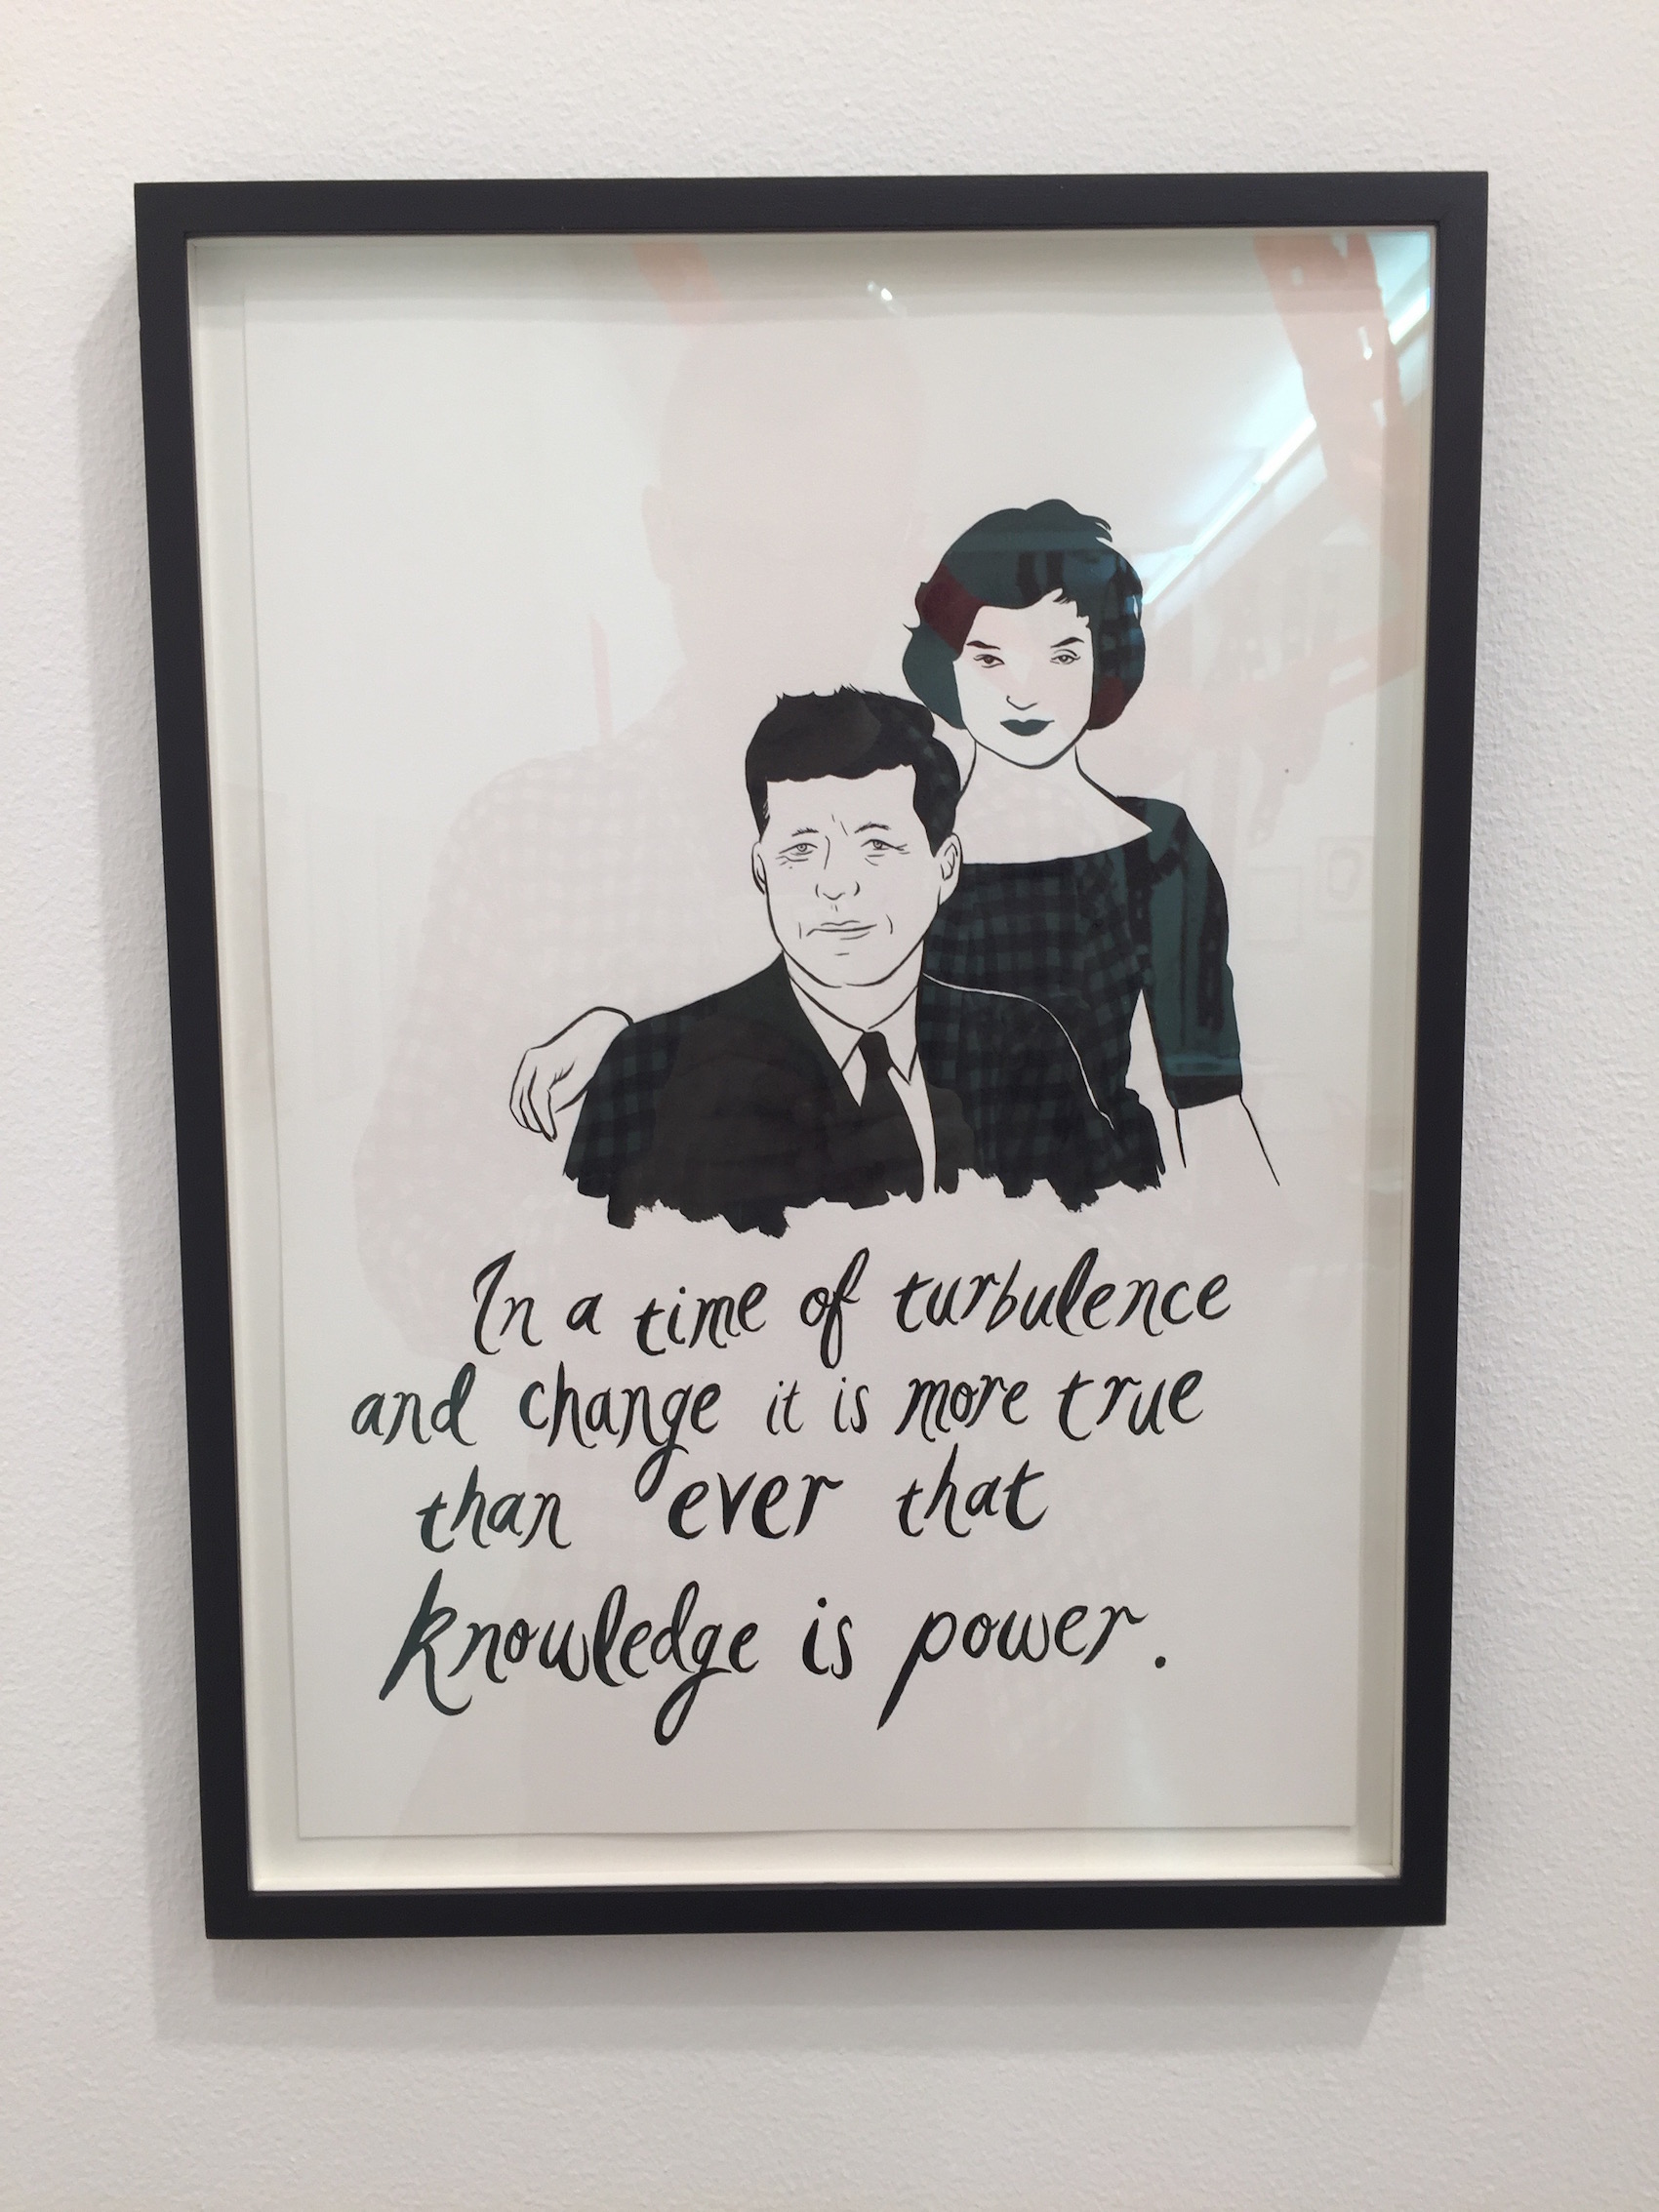 In a time of turbulence
and change it is more true
than ever that
knowledge is power.